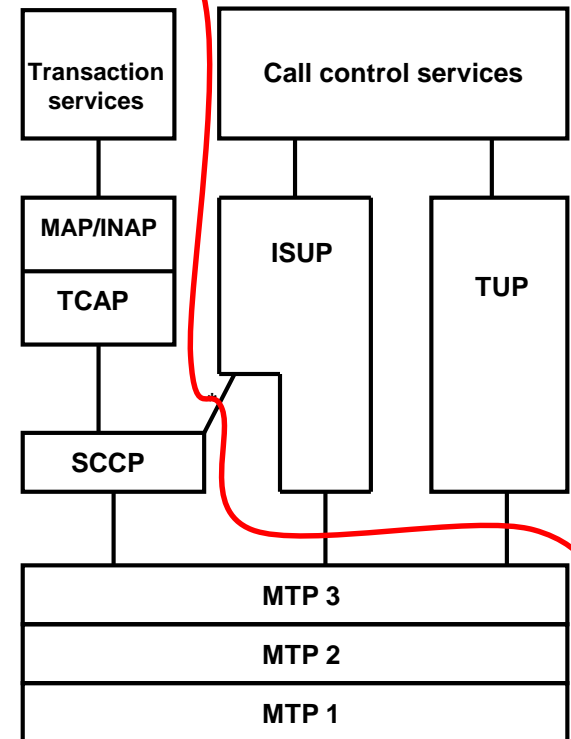 Transaction
services
Call control services
MAP/INAP
ISUP
TUP
TCAP
*
SCCP
MTP 3
MTP 2
MTP 1